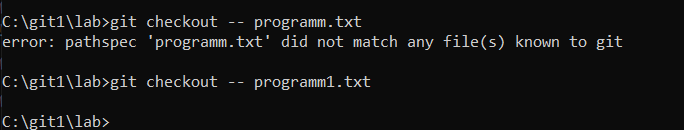 C:\git1\lab>git checkout -- programm.txt
error: pathspec 'programm.txt' did not match any file(s) known to git
C:\git1\lab>git checkout -- programm1.txt
C:\git1\lab>